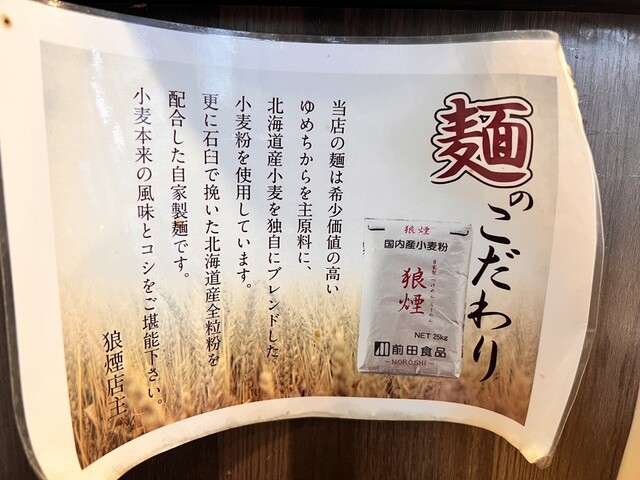 麺のこだわり
当店の麺は希少価値の高い
ゆめちからを主原料に、
北海道産小麦を独自にブレンドした
小麦粉を使用しています。
更に石臼で挽いた北海道産全粒粉を
配合した自家製麺です。
小麦本来の風味とコシをご堪能下さい。
狼煙店主
狼煙
国内産小麦粉
狼煙
NET 25kg
前田食品
-NOROSHI-